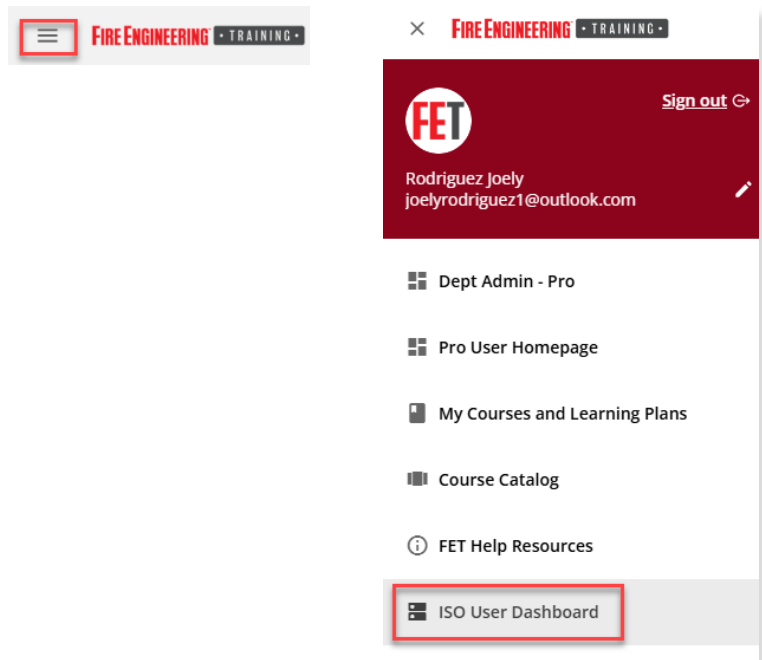 FIRE ENGINEERING • TRAINING •
FIRE ENGINEERING • TRAINING •
FET
Sign out
Rodriguez Joely
joelyrodriguez1@outlook.com
Dept Admin - Pro
Pro User Homepage
My Courses and Learning Plans
Course Catalog
FET Help Resources
ISO User Dashboard